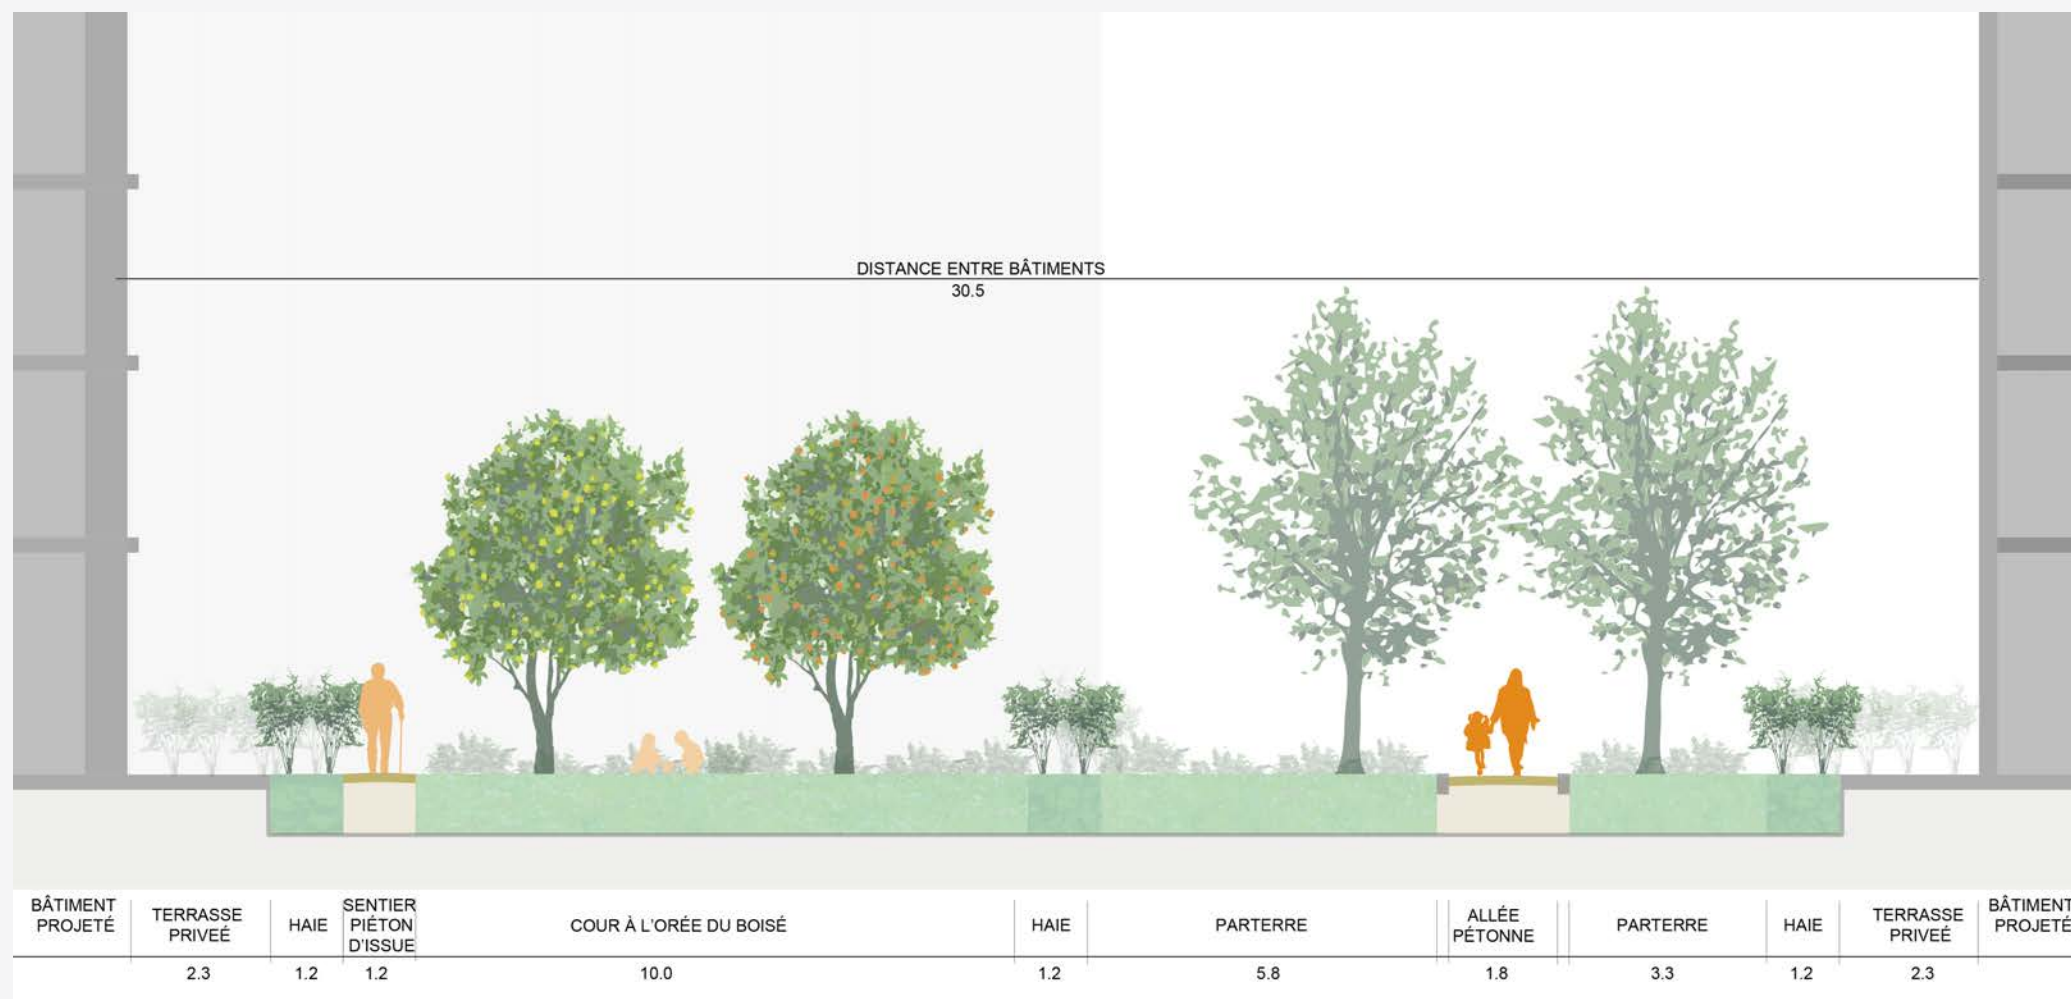 DISTANCE ENTRE BÂTIMENTS
30.5
BÂTIMENT
PROJETÉ
TERRASSE
PRIVEÉ
HAIE
SENTIER
PIÉTON
D'ISSUE
COUR À L'ORÉE DU BOISÉ
HAIE
PARTERRE
ALLÉE
PÉTONNE
PARTERRE
HAIE
TERRASSE
PRIVEÉ
BÂTIMENT
PROJETÉ
2.3
1.2
1.2
10.0
1.2
5.8
1.8
3.3
1.2
2.3